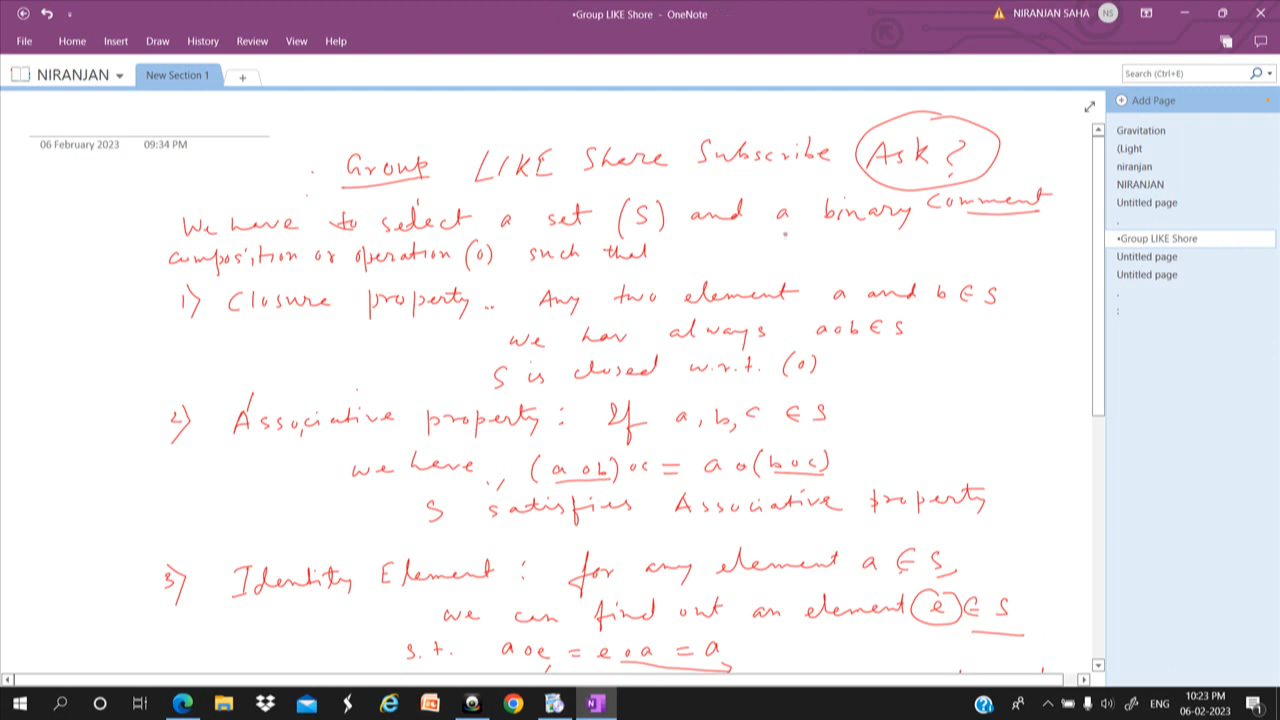 •Group LIKE Shore - OneNote
NIRANJAN SAHA
NS
File Home Insert Draw History Review View Help
NIRANJAN
New Section 1
+
Search (Ctrl+E)
Add Page
Gravitation
(Light
niranjan
NIRANJAN
Untitled page
.
•Group LIKE Shore
Untitled page
Untitled page
.
:
06 February 2023 09:34 PM
Group LIKE Share Subscribe Ask?
We have to select a set (S) and a binary comment
composition or operation (o) such that
1) Closure property.. Any two element a and b ∈ S
we hav always aob ∈ S
S is closed w.r.t. (o)
2) Associative property : If a, b, c ∈ S
we have, (aob) oc = a o (boc)
S satisfies Associative property
3) Identity Element : for any element a ∈ S,
we can find out an element (e) ∈ S
s.t. aoe = eoa = a
ENG
10:23 PM
06-02-2023
1